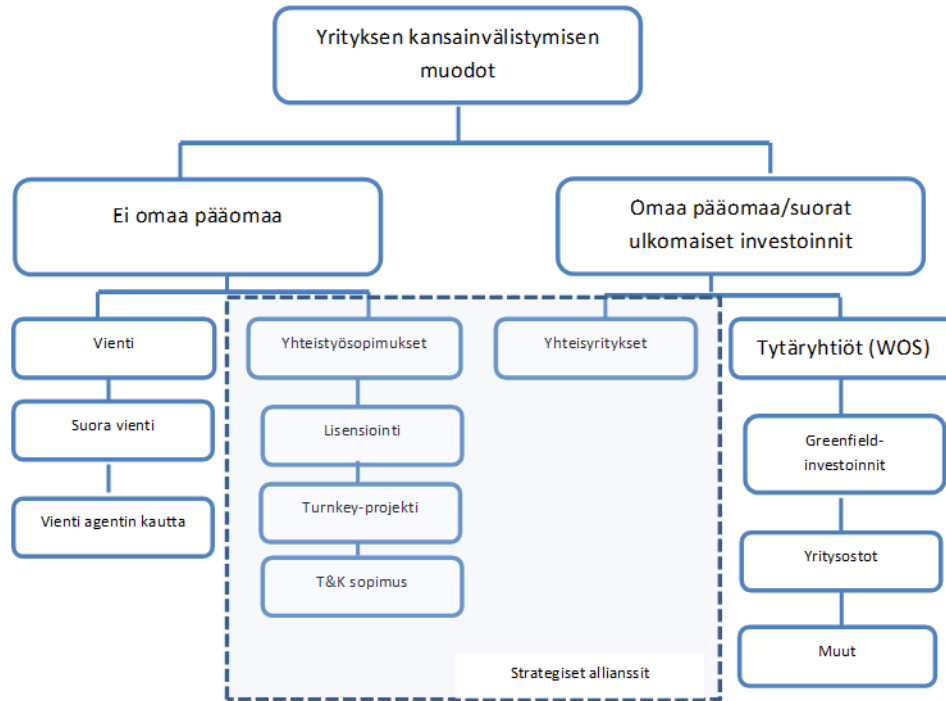 Yrityksen kansainvälistymisen
muodot
Ei omaa pääomaa
Omaa pääomaa/suorat
ulkomaiset investoinnit
Vienti
Yhteistyösopimukset
Yhteisyritykset
Tytäryhtiöt (WOS)
Suora vienti
Lisensiointi
Greenfield-
investoinnit
Vienti agentin kautta
Turnkey-projekti
Yritysostot
T&K sopimus
Muut
Strategiset allianssit